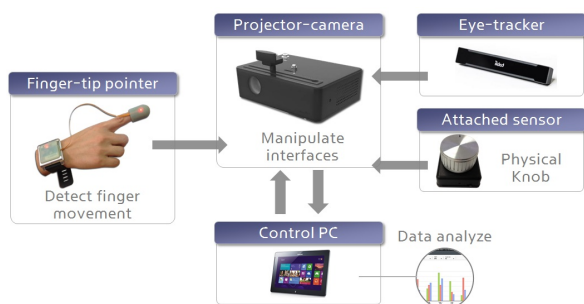 Projector-camera
Eye-tracker
Finger-tip pointer
Attached sensor
Manipulate
interfaces
Physical
Knob
Detect finger
movement
Control PC
Data analyze